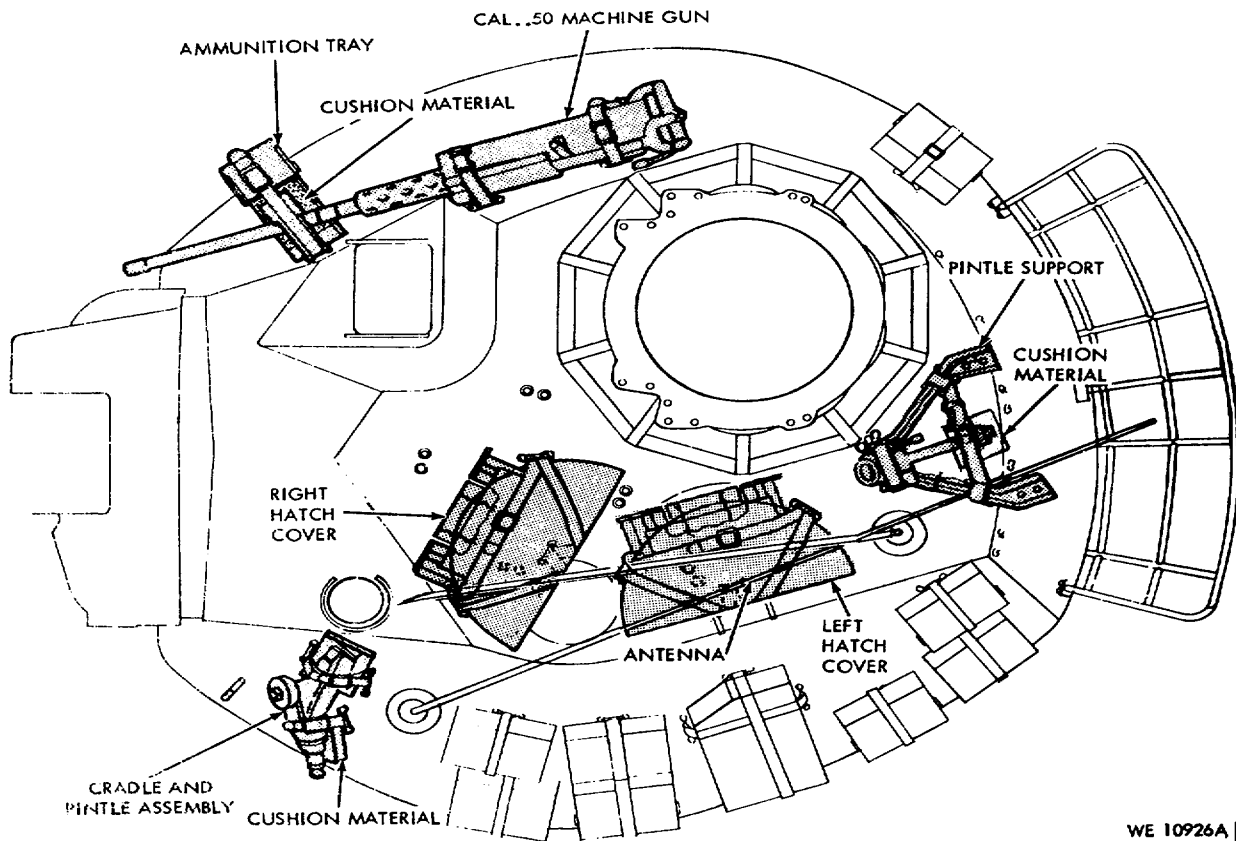 CAL..50 MACHINE GUN
AMMUNITION TRAY
CUSHION MATERIAL
PINTLE SUPPORT
CUSHION
MATERIAL
RIGHT
HATCH
COVER
ANTENNA
LEFT
HATCH
COVER
CRADLE AND
PINTLE ASSEMBLY
CUSHION MATERIAL
WE 10926A